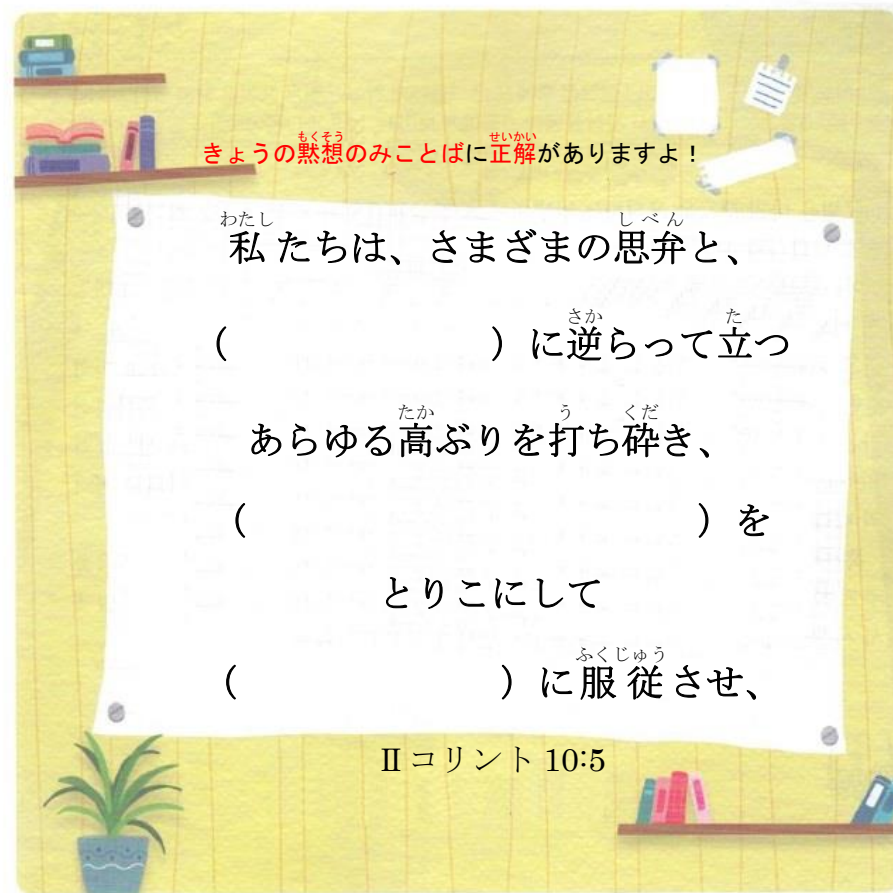 きょうの黙想のみことばに正解がありますよ！
私たちは、さまざまの思弁と、
（　　　　　　　）に逆らって立つ
あらゆる高ぶりを打ち砕き、
（　　　　　　　　　　　　）を
とりこにして
（　　　　　　　）に服従させ、
Ⅱコリント 10:5